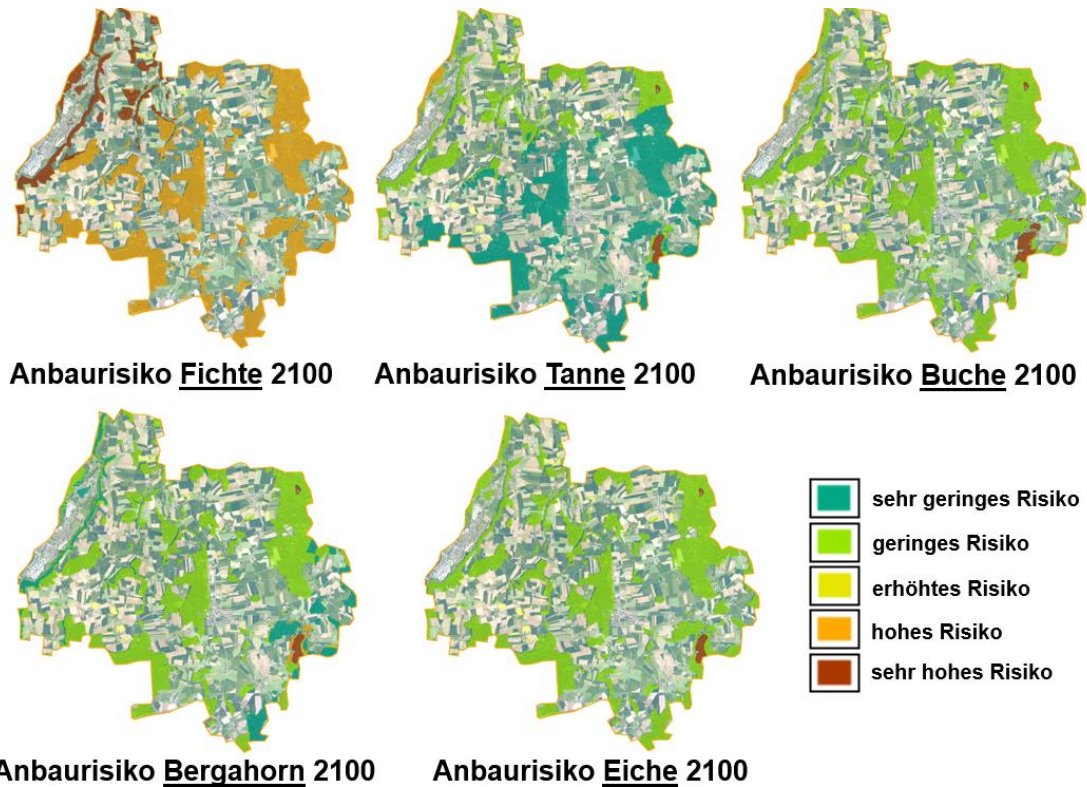 Anbaurisiko Fichte 2100
Anbaurisiko Tanne 2100
Anbaurisiko Buche 2100
Anbaurisiko Bergahorn 2100
Anbaurisiko Eiche 2100
sehr geringes Risiko
geringes Risiko
erhöhtes Risiko
hohes Risiko
sehr hohes Risiko